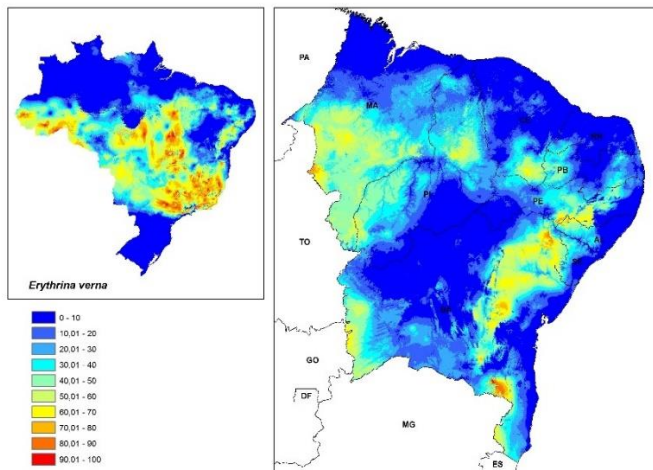 Erythrina verna
0 - 10
10,01 - 20
20,01 - 30
30,01 - 40
40,01 - 50
50,01 - 60
60,01 - 70
70,01 - 80
80,01 - 90
90,01 - 100
PA
MA
PB
PI
PE
TO
GO
DF
MG
ES